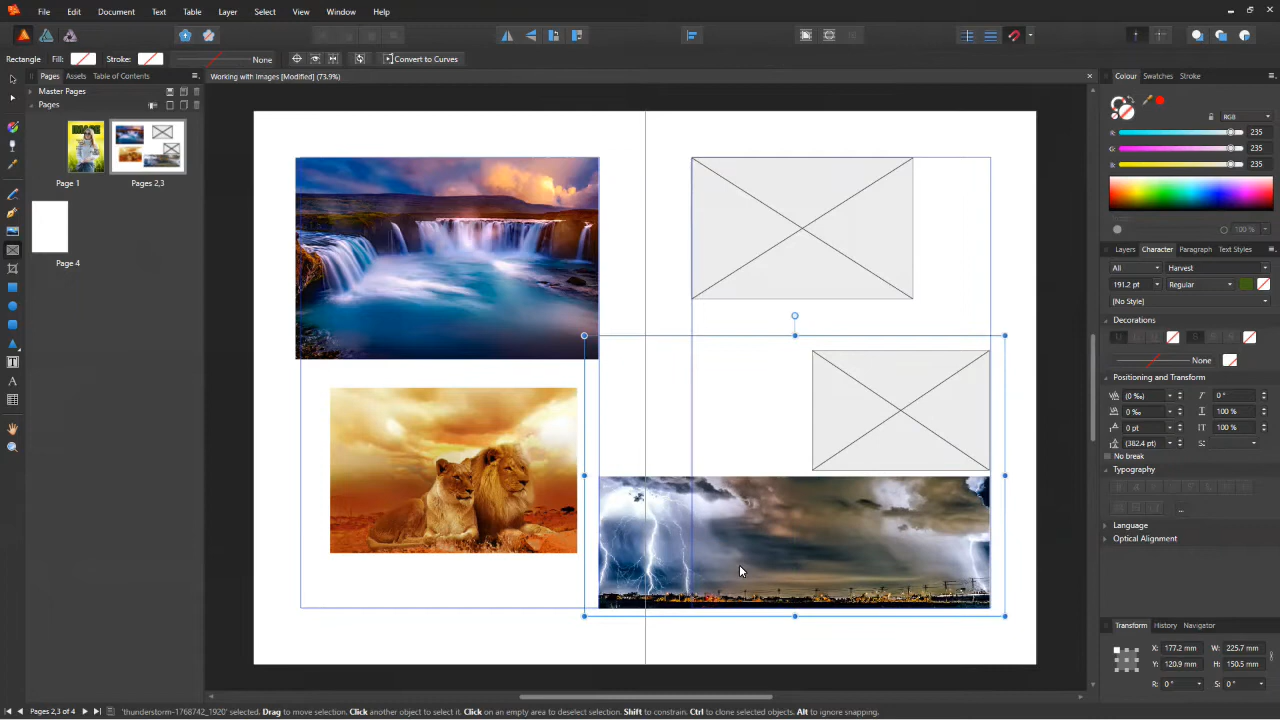 File Edit Document Text Table Layer Select View Window Help
Rectangle Fill: Stroke: None Convert to Curves
Pages Assets Table of Contents
Working with Images [Modified] (73.9%)
Master Pages
Pages
Page 1
Pages 2,3
Page 4
Colour Swatches Stroke
RGB
R: 235
G: 235
B: 235
100 %
Layers Character Paragraph Text Styles
All Harvest
191.2 pt Regular
[No Style]
Decorations
None
Positioning and Transform
(0 ‰) 0 °
0 ‰ 100 %
0 pt 100 %
(382.4 pt) S:
No break
Typography
...
Language
Optical Alignment
Transform History Navigator
X: 177.2 mm W: 225.7 mm
Y: 120.9 mm H: 150.5 mm
R: 0 ° S: 0 °
Pages 2,3 of 4 'thunderstorm-1768742_1920' selected. Drag to move selection. Click another object to select it. Click on an empty area to deselect selection. Shift to constrain. Ctrl to clone selected objects. Alt to ignore snapping.